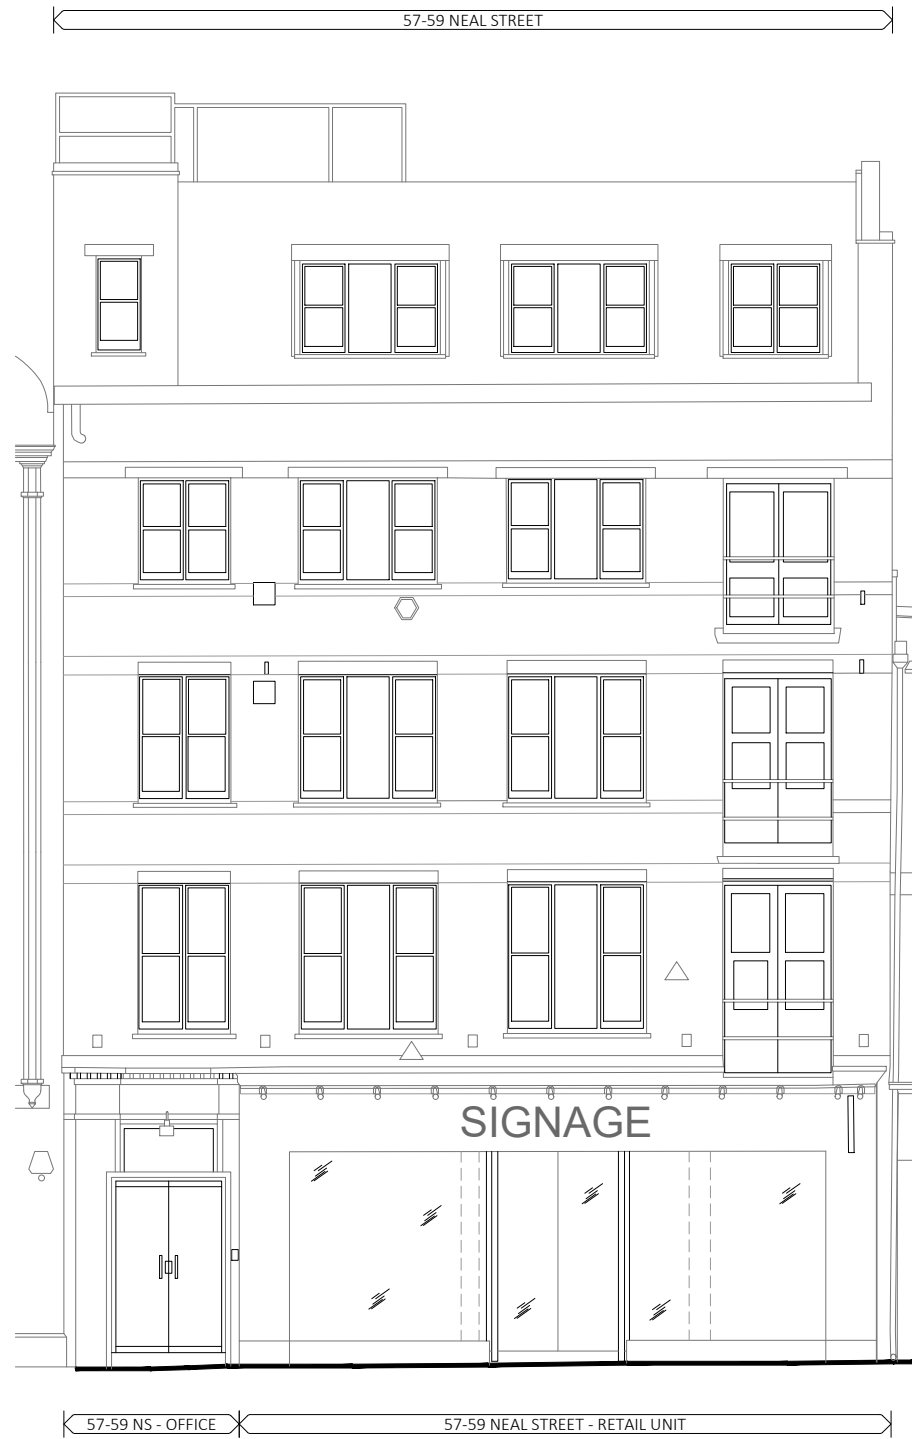 57-59 NEAL STREET
SIGNAGE
57-59 NS - OFFICE
57-59 NEAL STREET - RETAIL UNIT